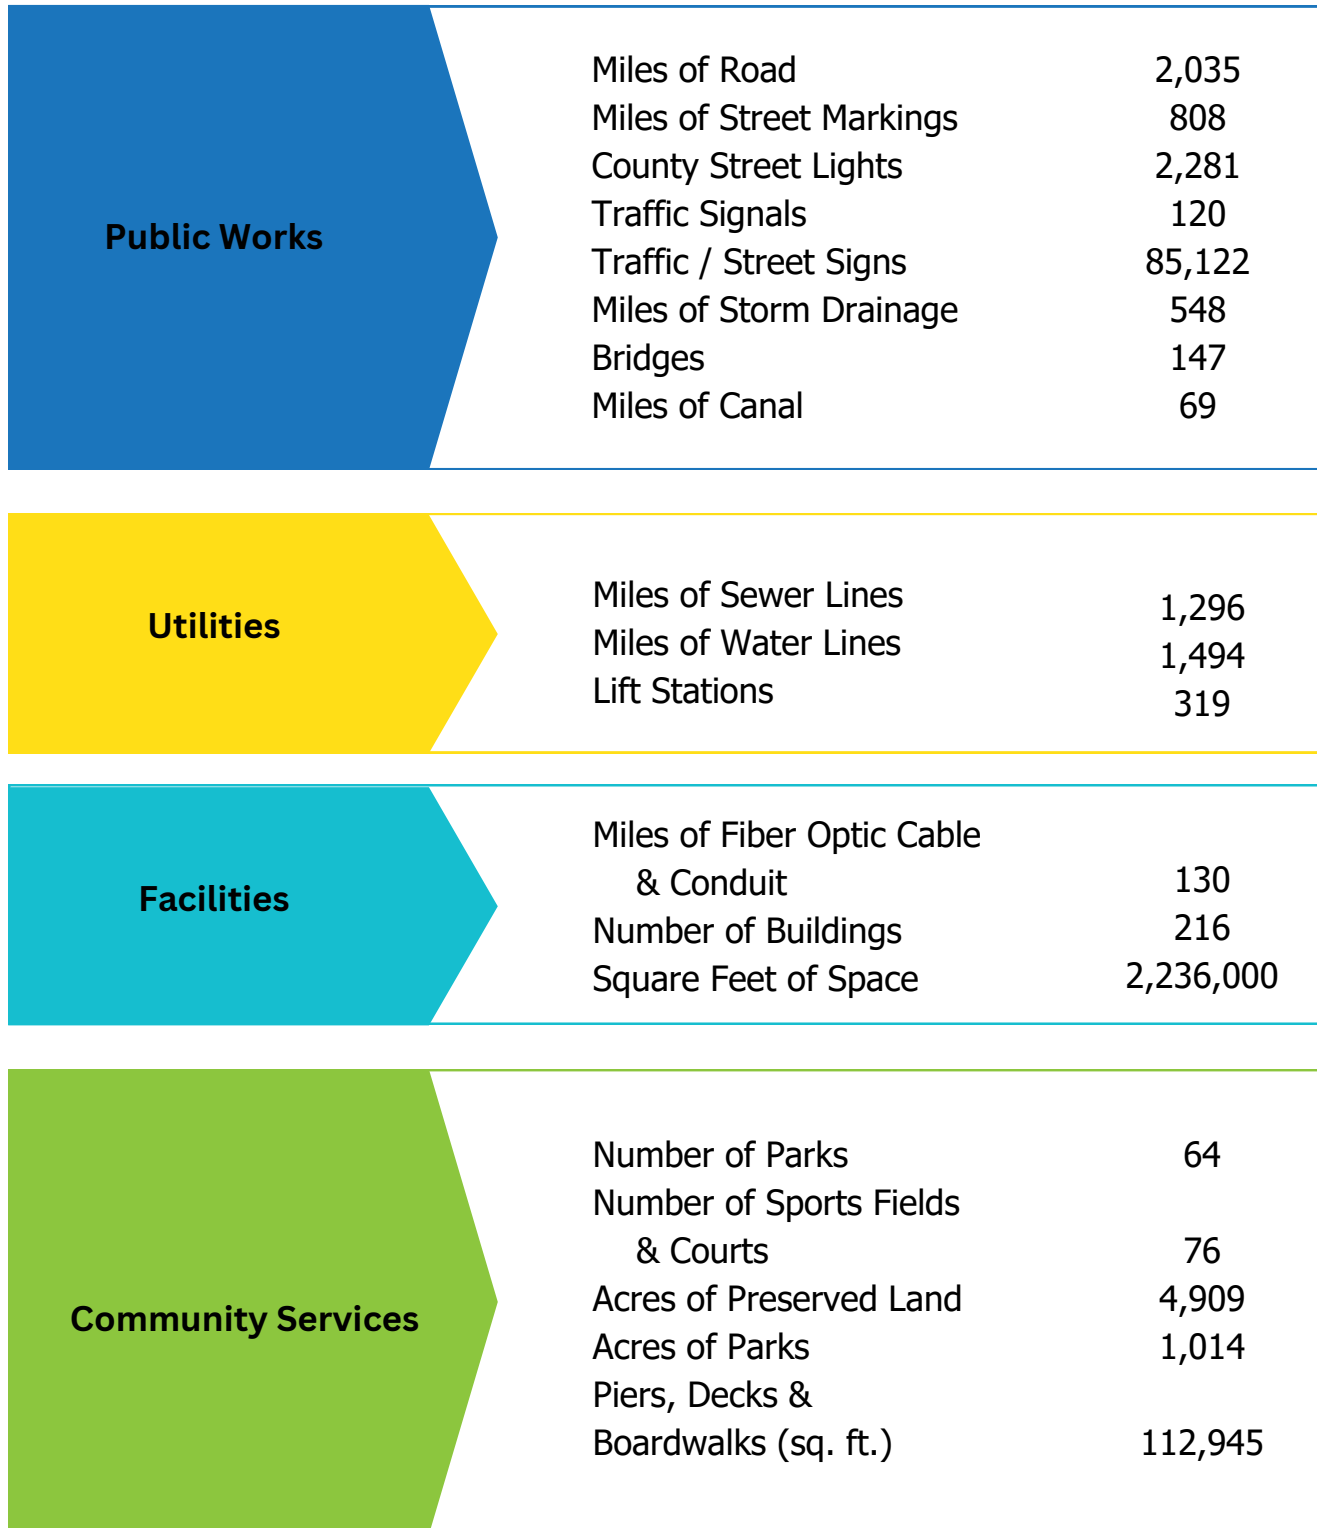 Public Works
Miles of Road 2,035
Miles of Street Markings 808
County Street Lights 2,281
Traffic Signals 120
Traffic / Street Signs 85,122
Miles of Storm Drainage 548
Bridges 147
Miles of Canal 69
Utilities
Miles of Sewer Lines 1,296
Miles of Water Lines 1,494
Lift Stations 319
Facilities
Miles of Fiber Optic Cable
& Conduit 130
Number of Buildings 216
Square Feet of Space 2,236,000
Community Services
Number of Parks 64
Number of Sports Fields
& Courts 76
Acres of Preserved Land 4,909
Acres of Parks 1,014
Piers, Decks &
Boardwalks (sq. ft.) 112,945